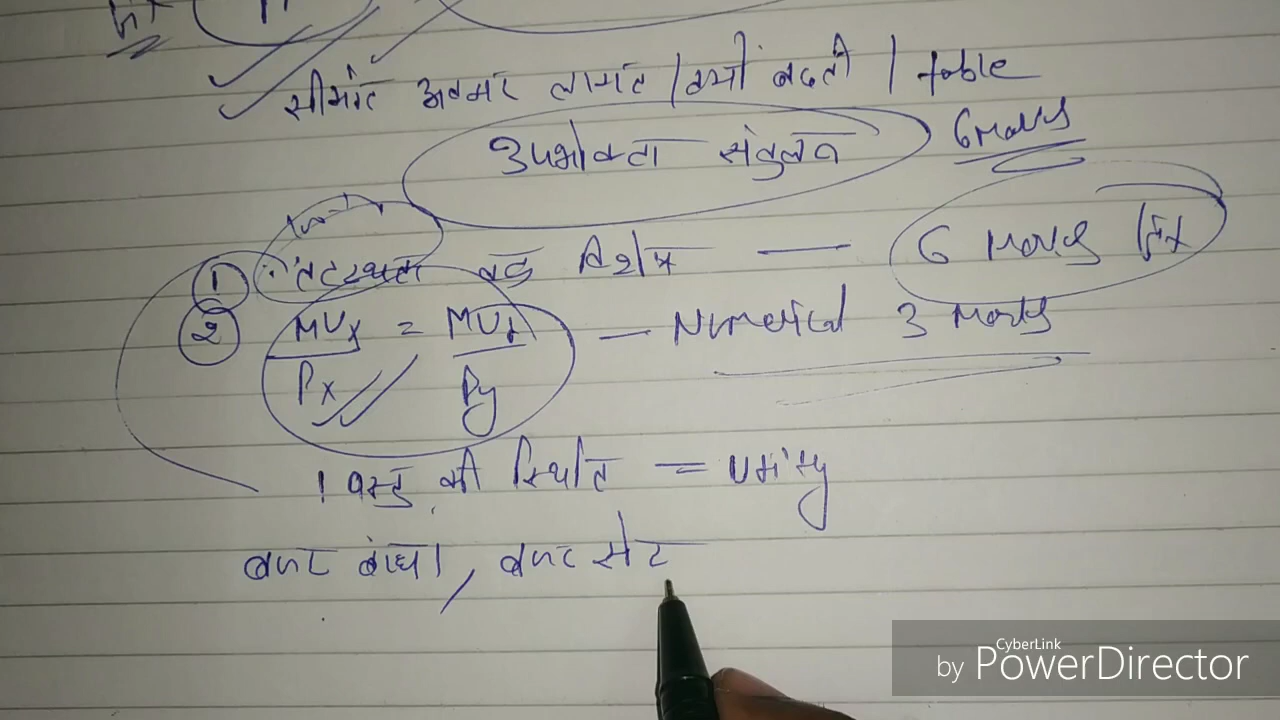 सीमांत अवसर लागत / क्यों बढ़ती / table
उपभोक्ता संतुलन 6 Marks
1 तटस्थता वक्र विश्लेषण — 6 Marks fix
2 MUx = MUy — Numerical 3 Marks
Px Py
1 वस्तु की स्थिति = Utility
बजट बंधा, बजट सेट
CyberLink
by PowerDirector